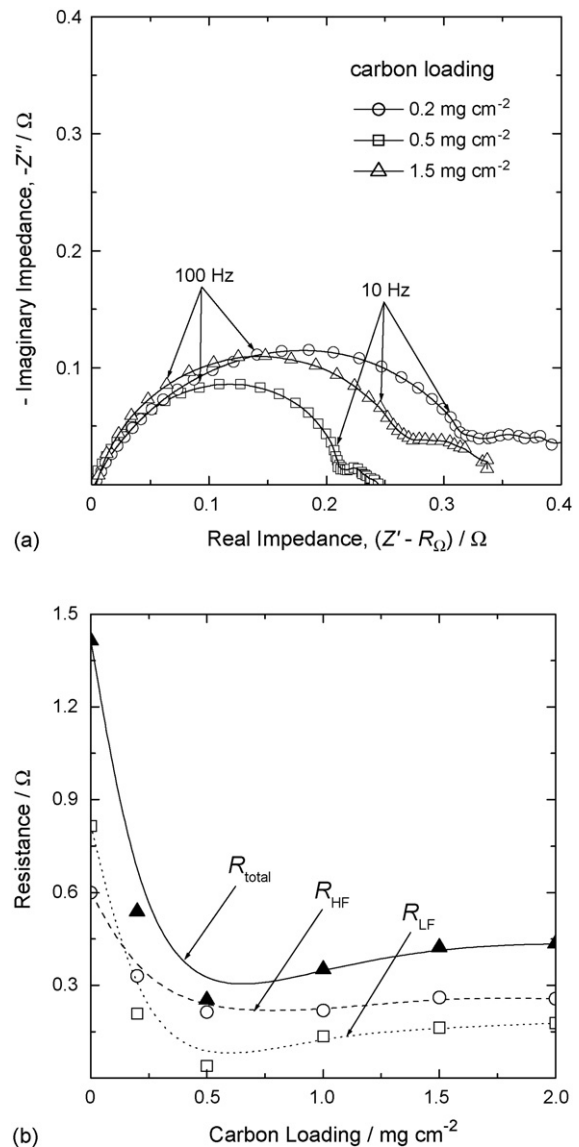 0.4
0.3
0.2
0.1
0
0.1
0.2
0.3
0.4
- Imaginary Impedance, -Z'' / Ω
carbon loading
0.2 mg cm-2
0.5 mg cm-2
1.5 mg cm-2
100 Hz
10 Hz
(a)
Real Impedance, (Z' - RΩ) / Ω
1.5
1.2
0.9
0.6
0.3
0.0
0.5
1.0
1.5
2.0
Resistance / Ω
Rtotal
RHF
RLF
(b)
Carbon Loading / mg cm-2